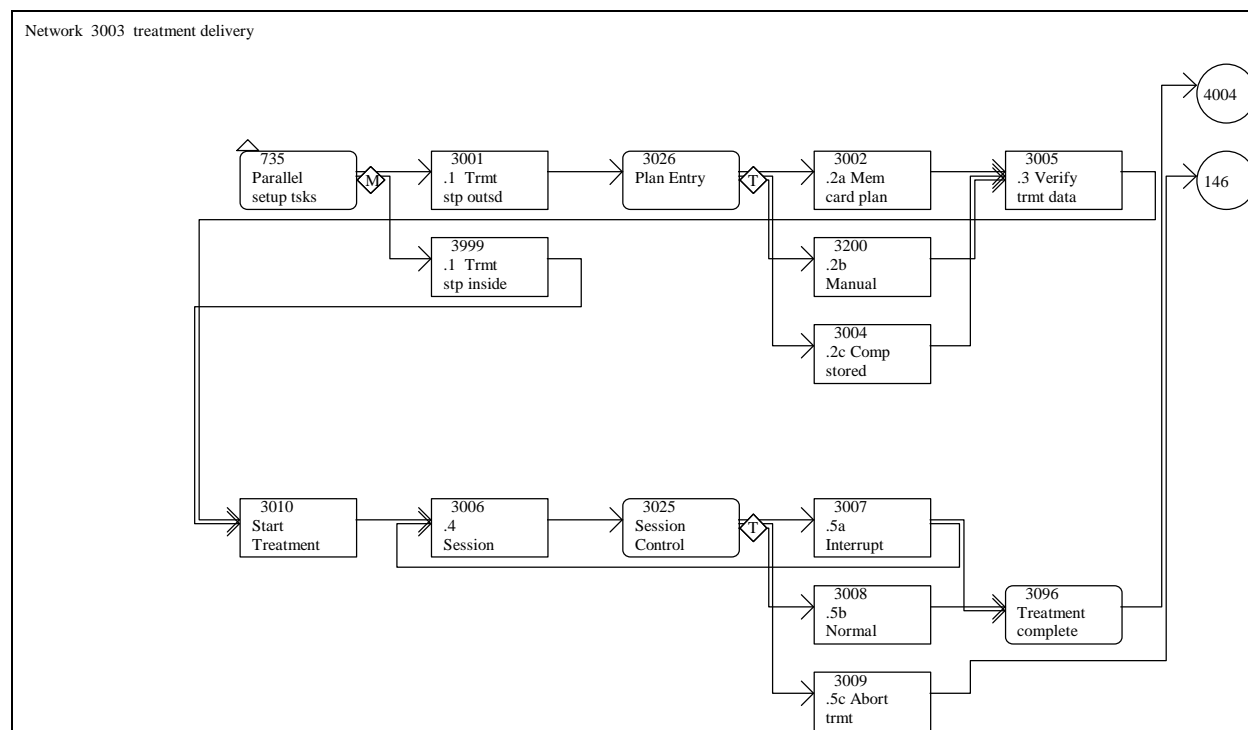 Network 3003 treatment delivery
4004
735
Parallel
setup tsks
M
3001
.1 Trmt
stp outsd
3026
Plan Entry
T
3002
.2a Mem
card plan
3005
.3 Verify
trmt data
146
3999
.1 Trmt
stp inside
3200
.2b
Manual
3004
.2c Comp
stored
3010
Start
Treatment
3006
.4
Session
3025
Session
Control
T
3007
.5a
Interrupt
3008
.5b
Normal
3096
Treatment
complete
3009
.5c Abort
trmt